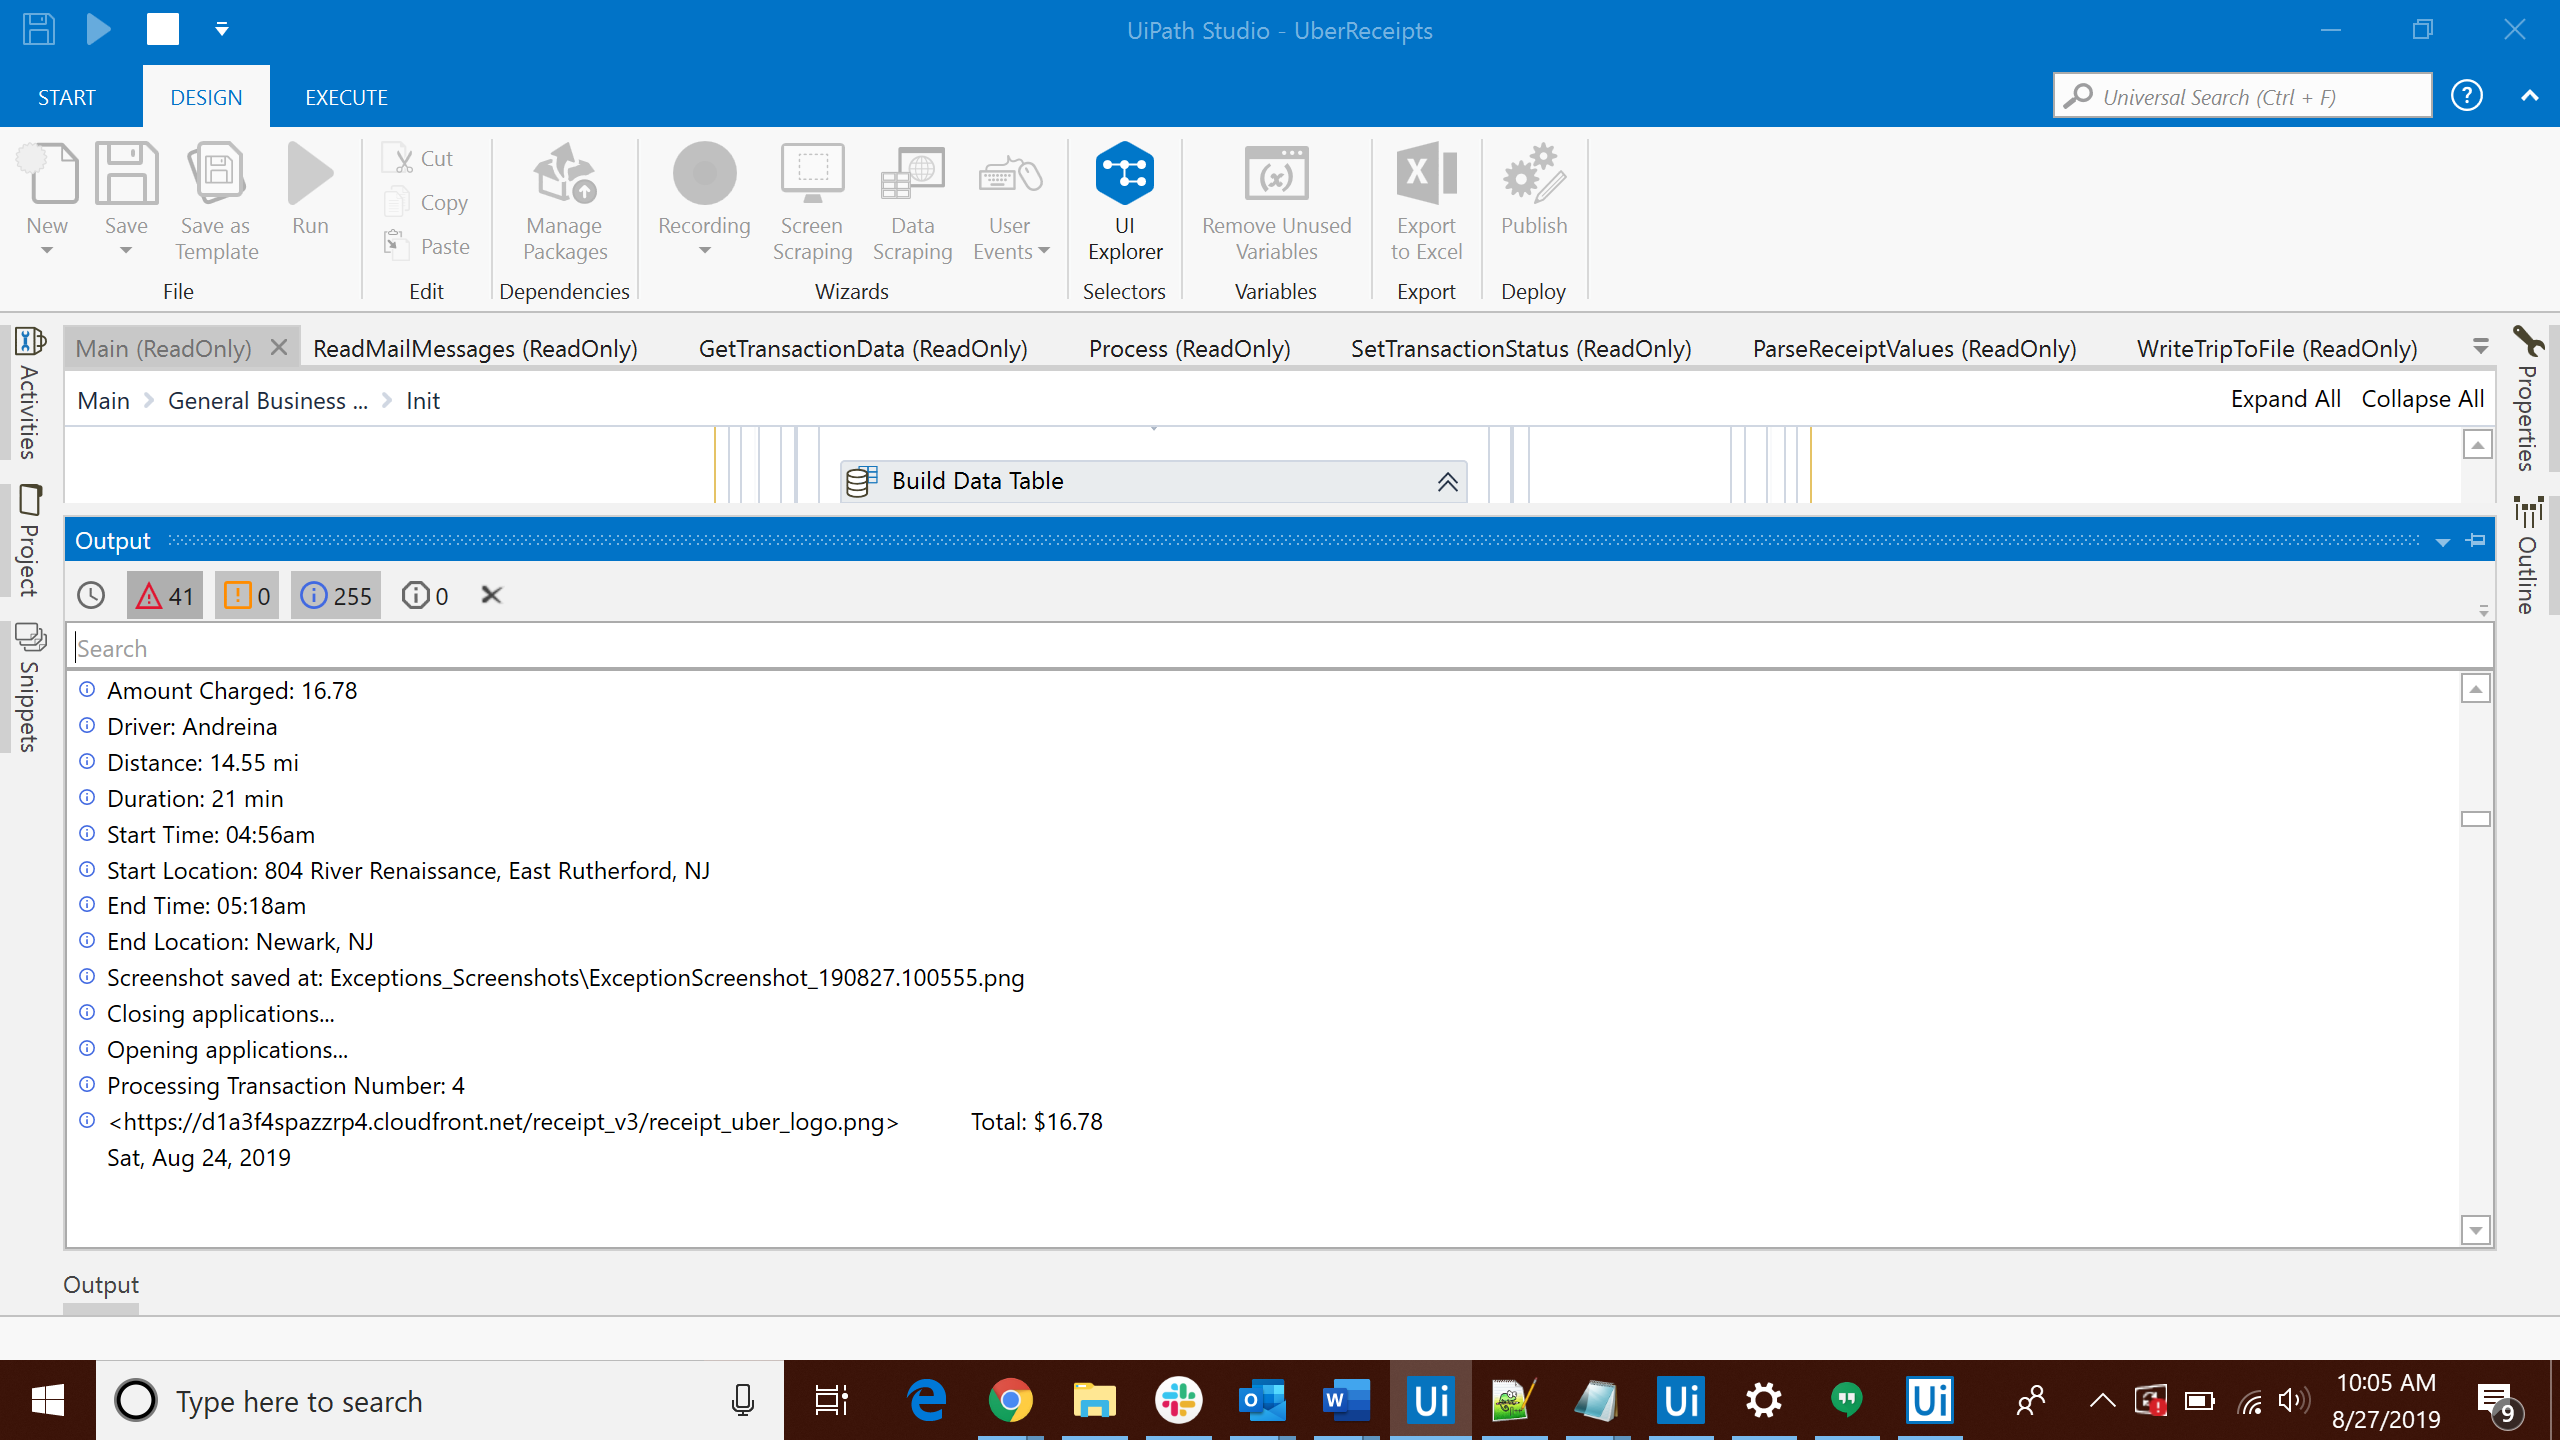 UiPath Studio - UberReceipts
START
DESIGN
EXECUTE
Universal Search (Ctrl + F)
New
Save
Save as Template
Run
File
Cut
Copy
Paste
Edit
Manage Packages
Dependencies
Recording
Screen Scraping
Data Scraping
User Events
Wizards
UI Explorer
Selectors
Remove Unused Variables
Variables
Export to Excel
Export
Publish
Deploy
Main (ReadOnly)
ReadMailMessages (ReadOnly)
GetTransactionData (ReadOnly)
Process (ReadOnly)
SetTransactionStatus (ReadOnly)
ParseReceiptValues (ReadOnly)
WriteTripToFile (ReadOnly)
Activities
Project
Snippets
Properties
Outline
Main > General Business ... > Init
Expand All
Collapse All
Build Data Table
Output
41
0
255
0
Search
Amount Charged: 16.78
Driver: Andreina
Distance: 14.55 mi
Duration: 21 min
Start Time: 04:56am
Start Location: 804 River Renaissance, East Rutherford, NJ
End Time: 05:18am
End Location: Newark, NJ
Screenshot saved at: Exceptions_Screenshots\ExceptionScreenshot_190827.100555.png
Closing applications...
Opening applications...
Processing Transaction Number: 4
<https://d1a3f4spazzrp4.cloudfront.net/receipt_v3/receipt_uber_logo.png> Total: $16.78
Sat, Aug 24, 2019
Output
Type here to search
10:05 AM
8/27/2019
9